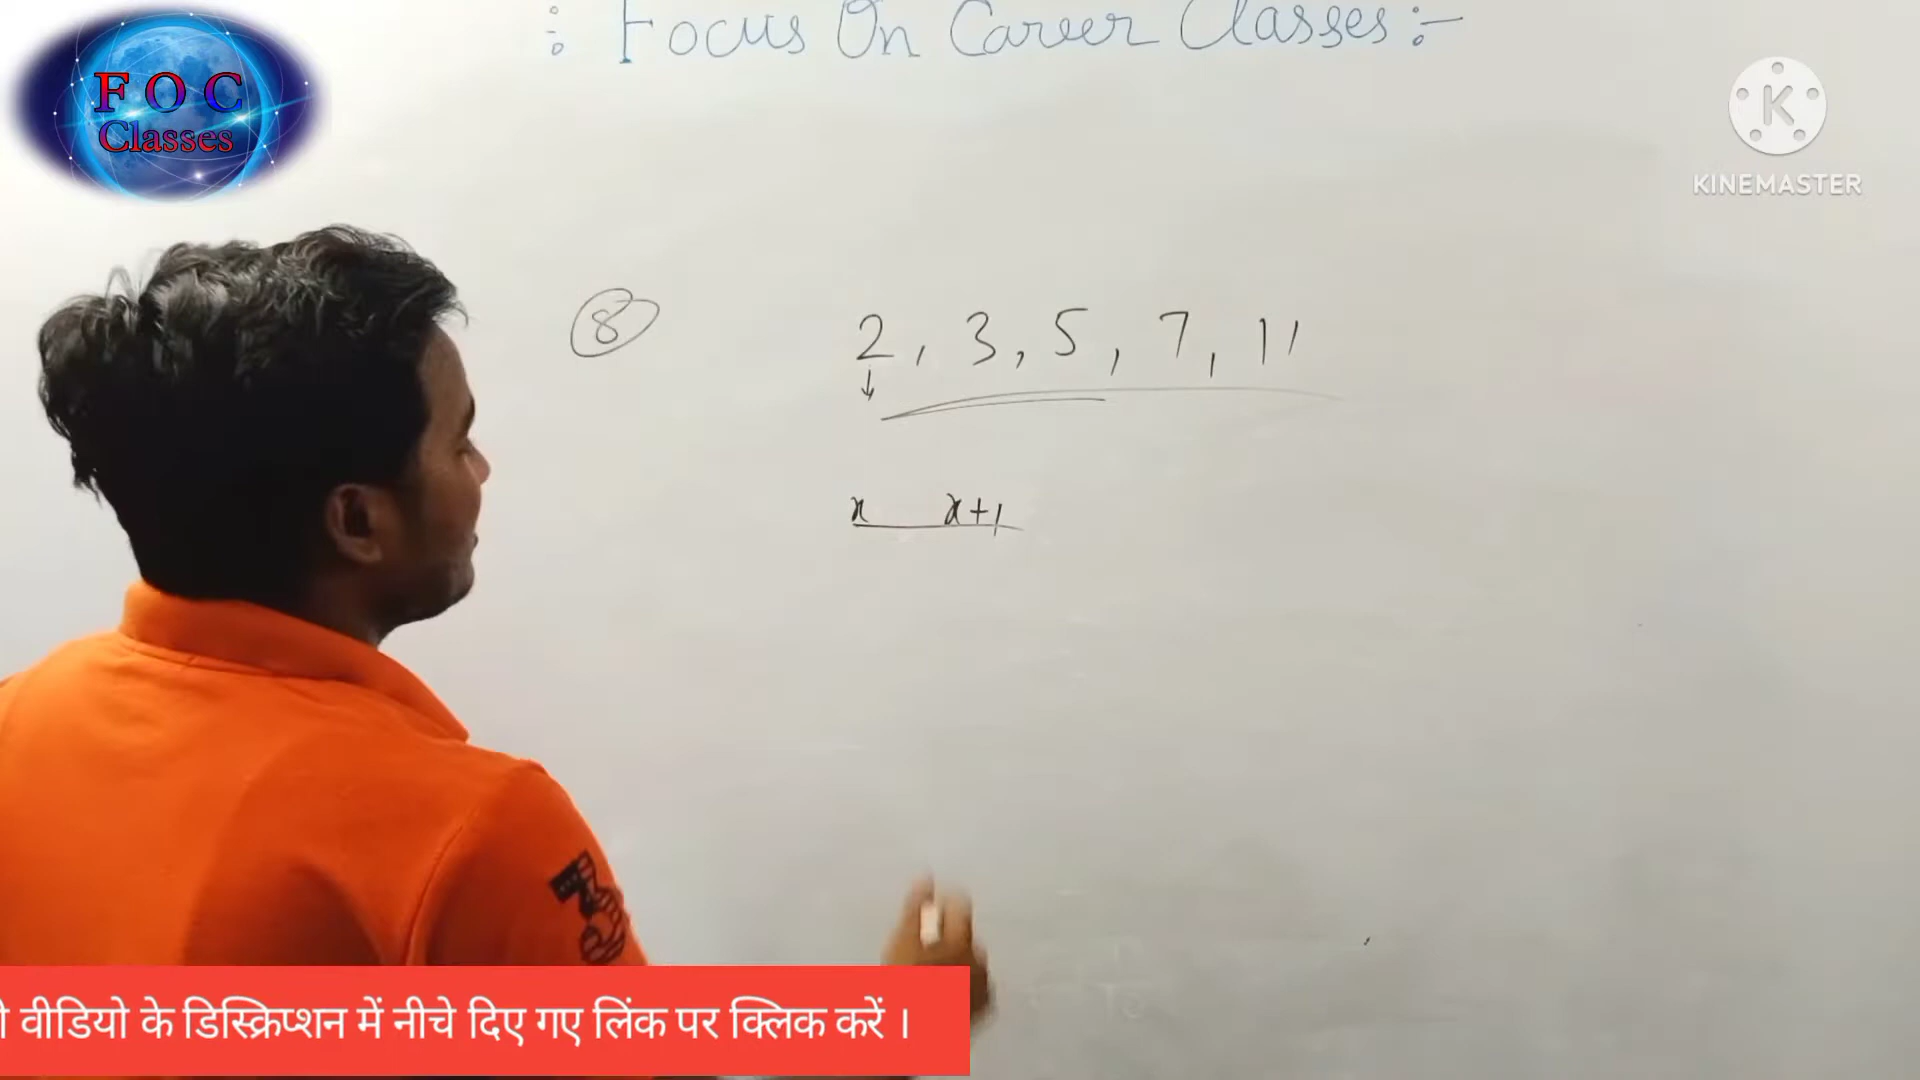 :- Focus On Career Classes :-
F O C
Classes
KINEMASTER
8 2, 3, 5, 7, 11
x x+1
वीडियो के डिस्क्रिप्शन में नीचे दिए गए लिंक पर क्लिक करें ।